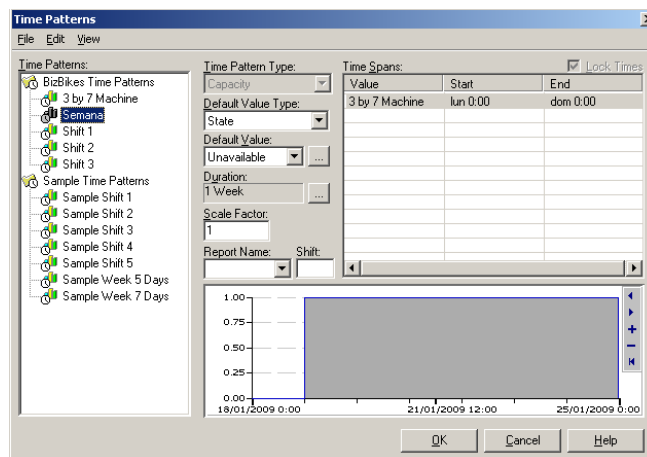 Time Patterns
File Edit View
Time Patterns:
BizBikes Time Patterns
3 by 7 Machine
Semana
Shift 1
Shift 2
Shift 3
Sample Time Patterns
Sample Shift 1
Sample Shift 2
Sample Shift 3
Sample Shift 4
Sample Shift 5
Sample Week 5 Days
Sample Week 7 Days
Time Pattern Type:
Capacity
Default Value Type:
State
Default Value:
Unavailable ...
Duration:
1 Week ...
Scale Factor:
1
Report Name: Shift:
Time Spans: Lock Times
Value Start End
3 by 7 Machine lun 0:00 dom 0:00
1.00
0.75
0.50
0.25
0.00
18/01/2009 0:00 21/01/2009 12:00 25/01/2009 0:00
OK Cancel Help